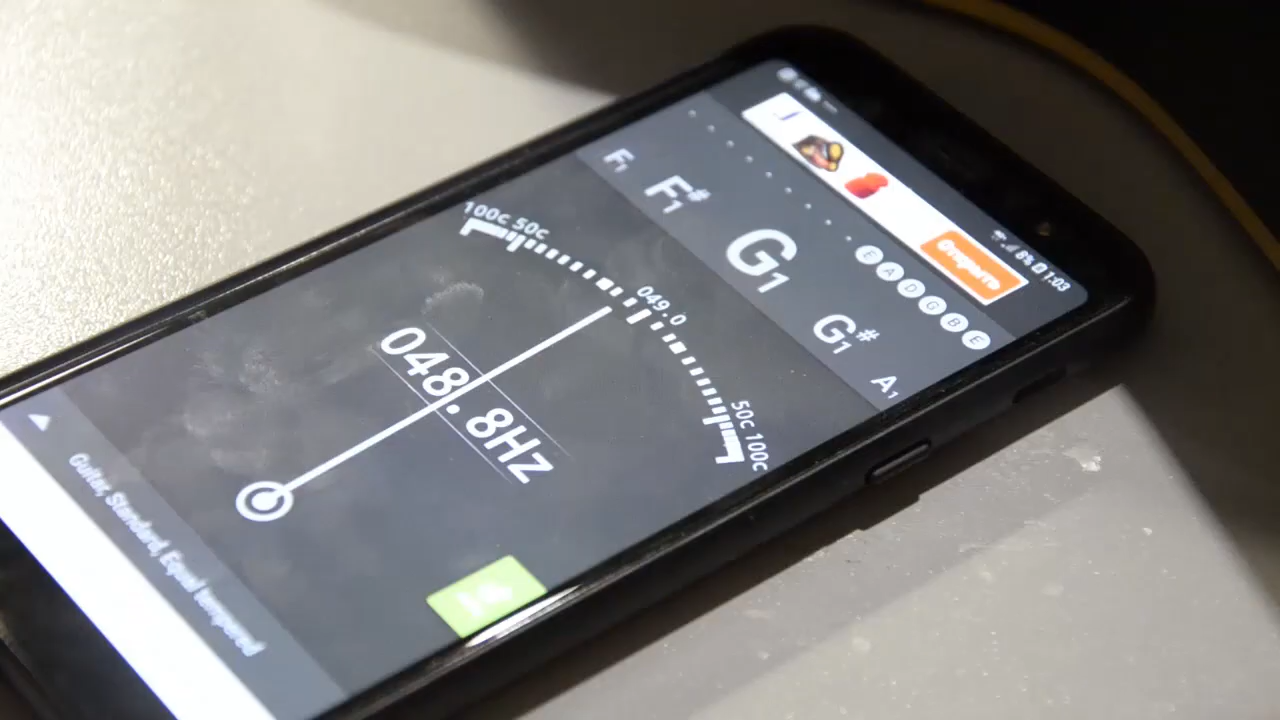 8% 1:03
Открыть
E A D G B E
F1 F#1 G1 G#1 A1
100c 50c 049.0 50c 100c
048.8Hz
Guitar, Standard, Equal tempered